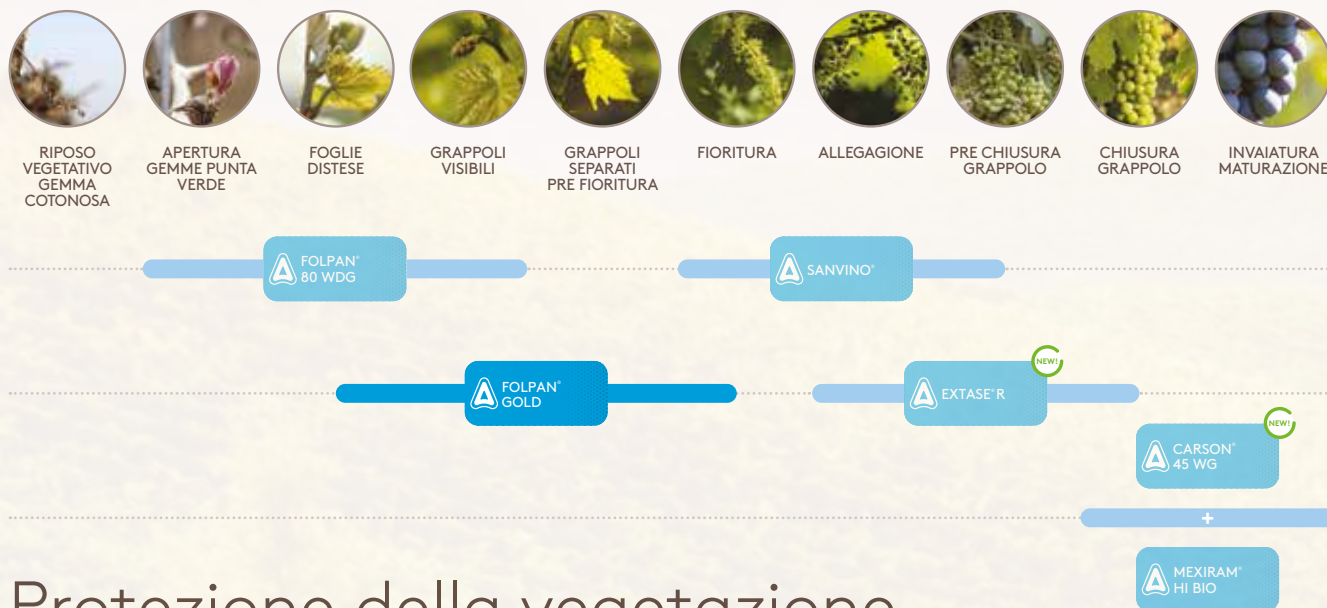 RIPOSO
VEGETATIVO
GEMMA
COTONOSA
APERTURA
GEMME PUNTA
VERDE
FOGLIE
DISTESE
GRAPPOLI
VISIBILI
GRAPPOLI
SEPARATI
PRE FIORITURA
FIORITURA
ALLEGAGIONE
PRE CHIUSURA
GRAPPOLO
CHIUSURA
GRAPPOLO
INVAIATURA
MATURAZIONE
FOLPAN®
80 WDG
SANVINO®
FOLPAN®
GOLD
EXTASE® R
NEW!
CARSON®
45 WG
NEW!
+
MEXIRAM®
HI BIO
Protezione della vegetazione